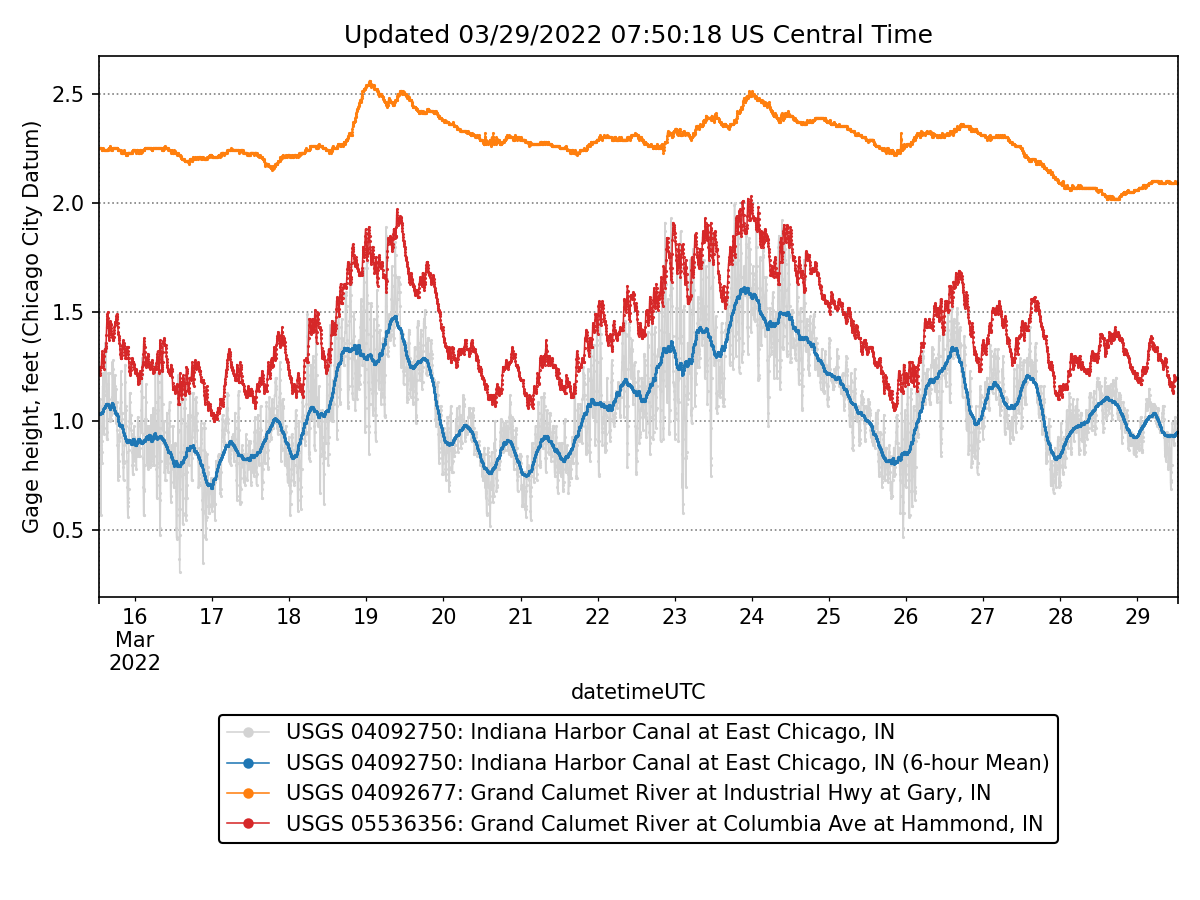 Updated 03/29/2022 07:50:18 US Central Time
Gage height, feet (Chicago City Datum)
2.5
2.0
1.5
1.0
0.5
16 17 18 19 20 21 22 23 24 25 26 27 28 29
Mar
2022
datetimeUTC
USGS 04092750: Indiana Harbor Canal at East Chicago, IN
USGS 04092750: Indiana Harbor Canal at East Chicago, IN (6-hour Mean)
USGS 04092677: Grand Calumet River at Industrial Hwy at Gary, IN
USGS 05536356: Grand Calumet River at Columbia Ave at Hammond, IN